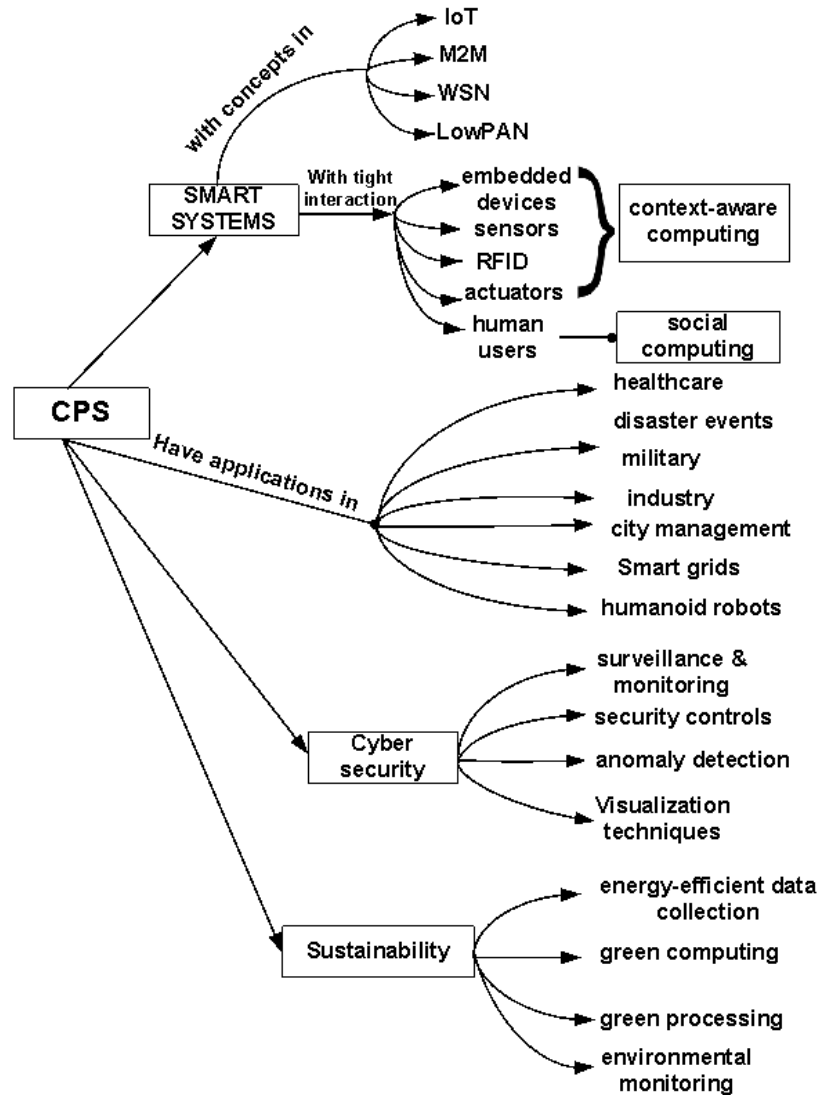 IoT
M2M
WSN
LowPAN
with concepts in
SMART
SYSTEMS
With tight
interaction
embedded
devices
sensors
RFID
actuators
human
users
context-aware
computing
social
computing
CPS
Have applications in
healthcare
disaster events
military
industry
city management
Smart grids
humanoid robots
Cyber
security
surveillance &
monitoring
security controls
anomaly detection
Visualization
techniques
Sustainability
energy-efficient data
collection
green computing
green processing
environmental
monitoring